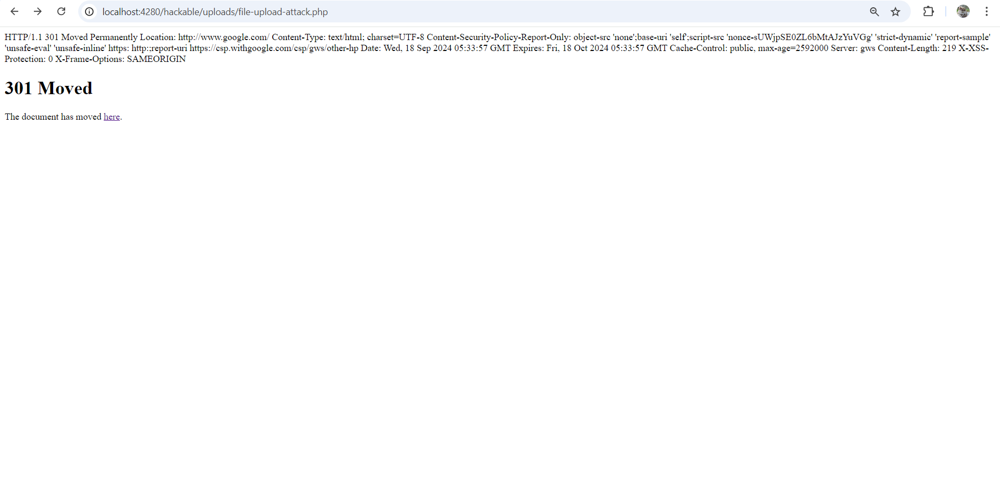 localhost:4280/hackable/uploads/file-upload-attack.php
HTTP/1.1 301 Moved Permanently Location: http://www.google.com/ Content-Type: text/html; charset=UTF-8 Content-Security-Policy-Report-Only: object-src 'none';base-uri 'self';script-src 'nonce-sUWjpSE0ZL6bMtAJzYuVGg' 'strict-dynamic' 'report-sample'
'unsafe-eval' 'unsafe-inline' https: http:;report-uri https://csp.withgoogle.com/csp/gws/other-hp Date: Wed, 18 Sep 2024 05:33:57 GMT Expires: Fri, 18 Oct 2024 05:33:57 GMT Cache-Control: public, max-age=2592000 Server: gws Content-Length: 219 X-XSS-
Protection: 0 X-Frame-Options: SAMEORIGIN
301 Moved
The document has moved here.